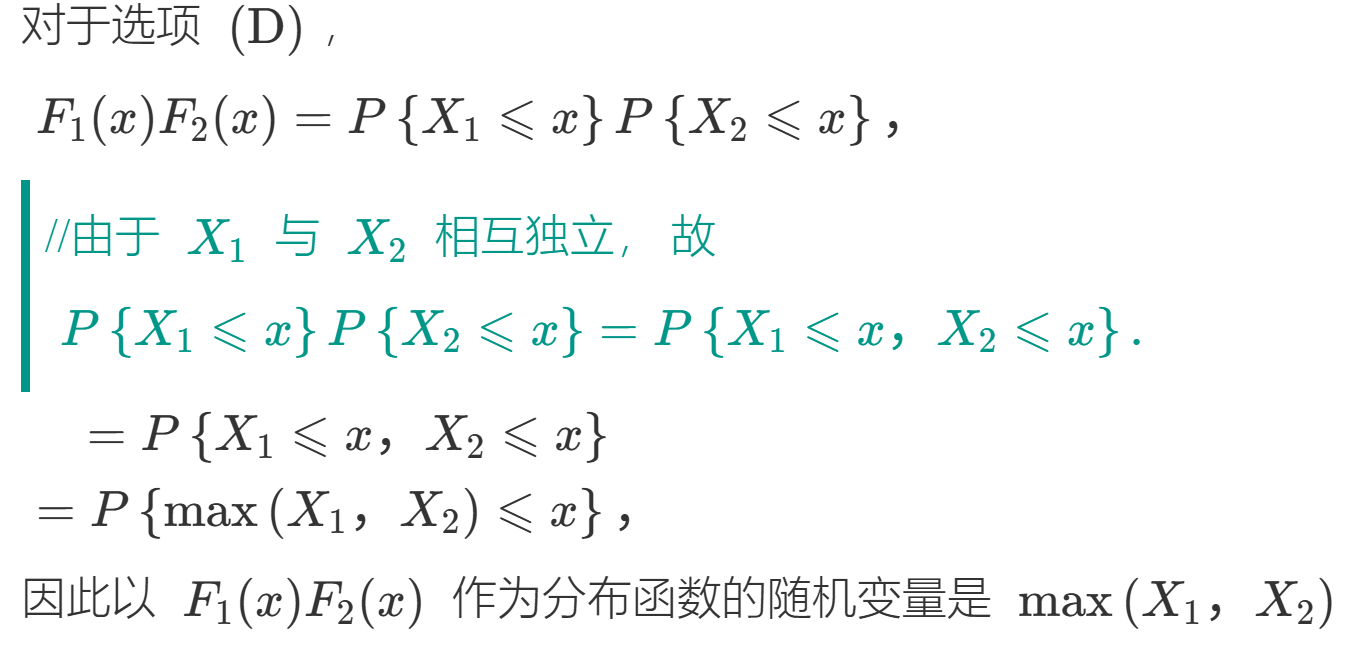 对于选项 (D) ,
F₁(x)F₂(x) = P {X₁ ⩽ x} P {X₂ ⩽ x} ，
//由于 X₁ 与 X₂ 相互独立， 故
P {X₁ ⩽ x} P {X₂ ⩽ x} = P {X₁ ⩽ x，X₂ ⩽ x} .
= P {X₁ ⩽ x，X₂ ⩽ x}
= P {max (X₁，X₂) ⩽ x} ，
因此以 F₁(x)F₂(x) 作为分布函数的随机变量是 max (X₁，X₂)